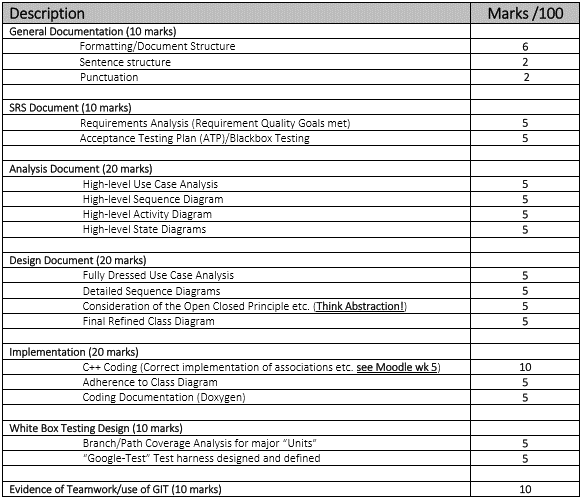 Description Marks /100
General Documentation (10 marks)
Formatting/Document Structure 6
Sentence structure 2
Punctuation 2
SRS Document (10 marks)
Requirements Analysis (Requirement Quality Goals met) 5
Acceptance Testing Plan (ATP)/Blackbox Testing 5
Analysis Document (20 marks)
High-level Use Case Analysis 5
High-level Sequence Diagram 5
High-level Activity Diagram 5
High-level State Diagrams 5
Design Document (20 marks)
Fully Dressed Use Case Analysis 5
Detailed Sequence Diagrams 5
Consideration of the Open Closed Principle etc. (Think Abstraction!) 5
Final Refined Class Diagram 5
Implementation (20 marks)
C++ Coding (Correct implementation of associations etc. see Moodle wk 5) 10
Adherence to Class Diagram 5
Coding Documentation (Doxygen) 5
White Box Testing Design (10 marks)
Branch/Path Coverage Analysis for major “Units” 5
“Google-Test” Test harness designed and defined 5
Evidence of Teamwork/use of GIT (10 marks) 10